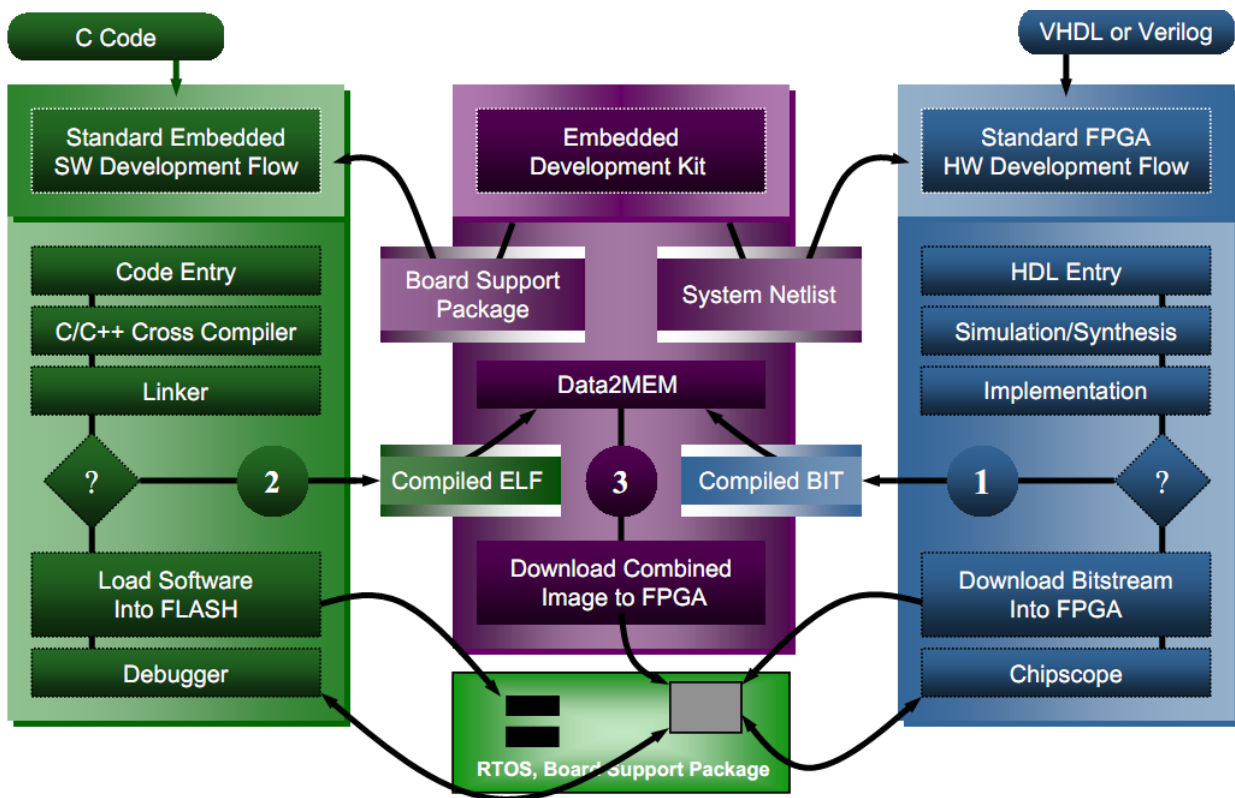 C Code
VHDL or Verilog
Standard Embedded
SW Development Flow
Embedded
Development Kit
Standard FPGA
HW Development Flow
Code Entry
C/C++ Cross Compiler
Linker
?
2
Load Software
Into FLASH
Debugger
Board Support
Package
System Netlist
Data2MEM
Compiled ELF
3
Compiled BIT
Download Combined
Image to FPGA
HDL Entry
Simulation/Synthesis
Implementation
1
?
Download Bitstream
Into FPGA
Chipscope
RTOS, Board Support Package